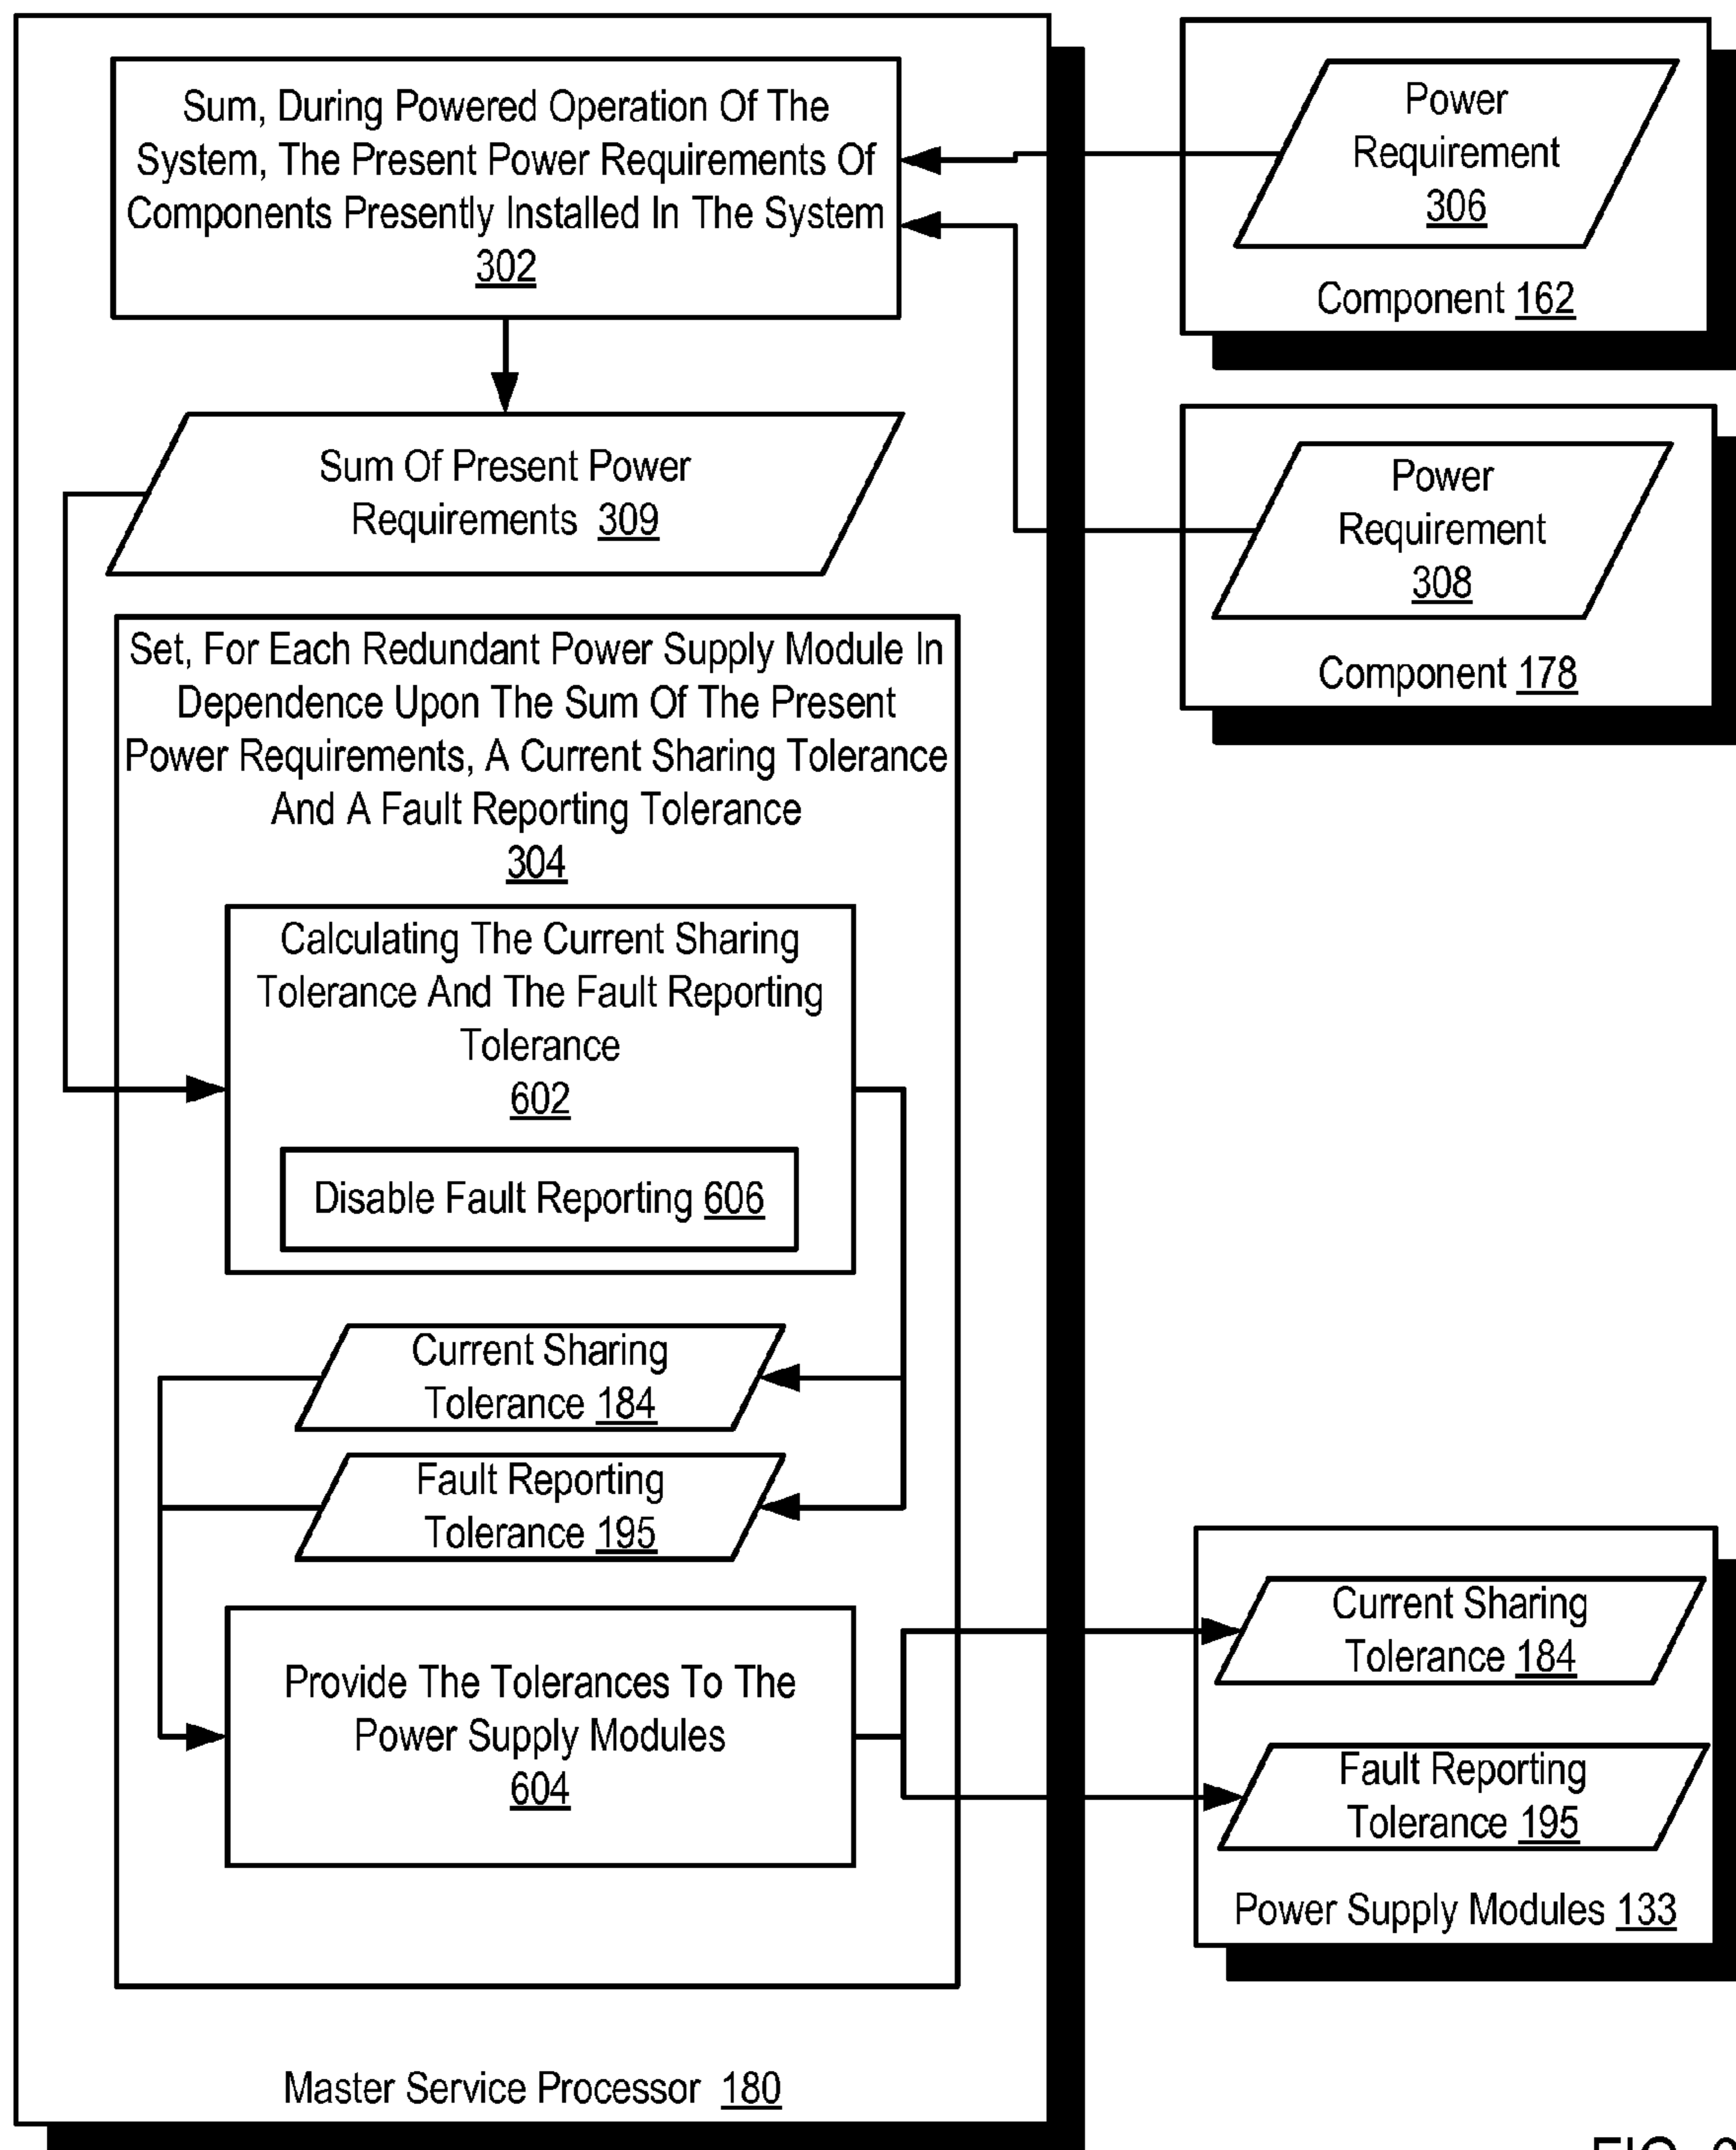 Sum, During Powered Operation Of The
System, The Present Power Requirements Of
Components Presently Installed In The System
302
Power
Requirement
306
Component 162
Sum Of Present Power
Requirements 309
Power
Requirement
308
Component 178
Set, For Each Redundant Power Supply Module In
Dependence Upon The Sum Of The Present
Power Requirements, A Current Sharing Tolerance
And A Fault Reporting Tolerance
304
Calculating The Current Sharing
Tolerance And The Fault Reporting
Tolerance
602
Disable Fault Reporting 606
Current Sharing
Tolerance 184
Fault Reporting
Tolerance 195
Provide The Tolerances To The
Power Supply Modules
604
Current Sharing
Tolerance 184
Fault Reporting
Tolerance 195
Power Supply Modules 133
Master Service Processor 180
FIG.